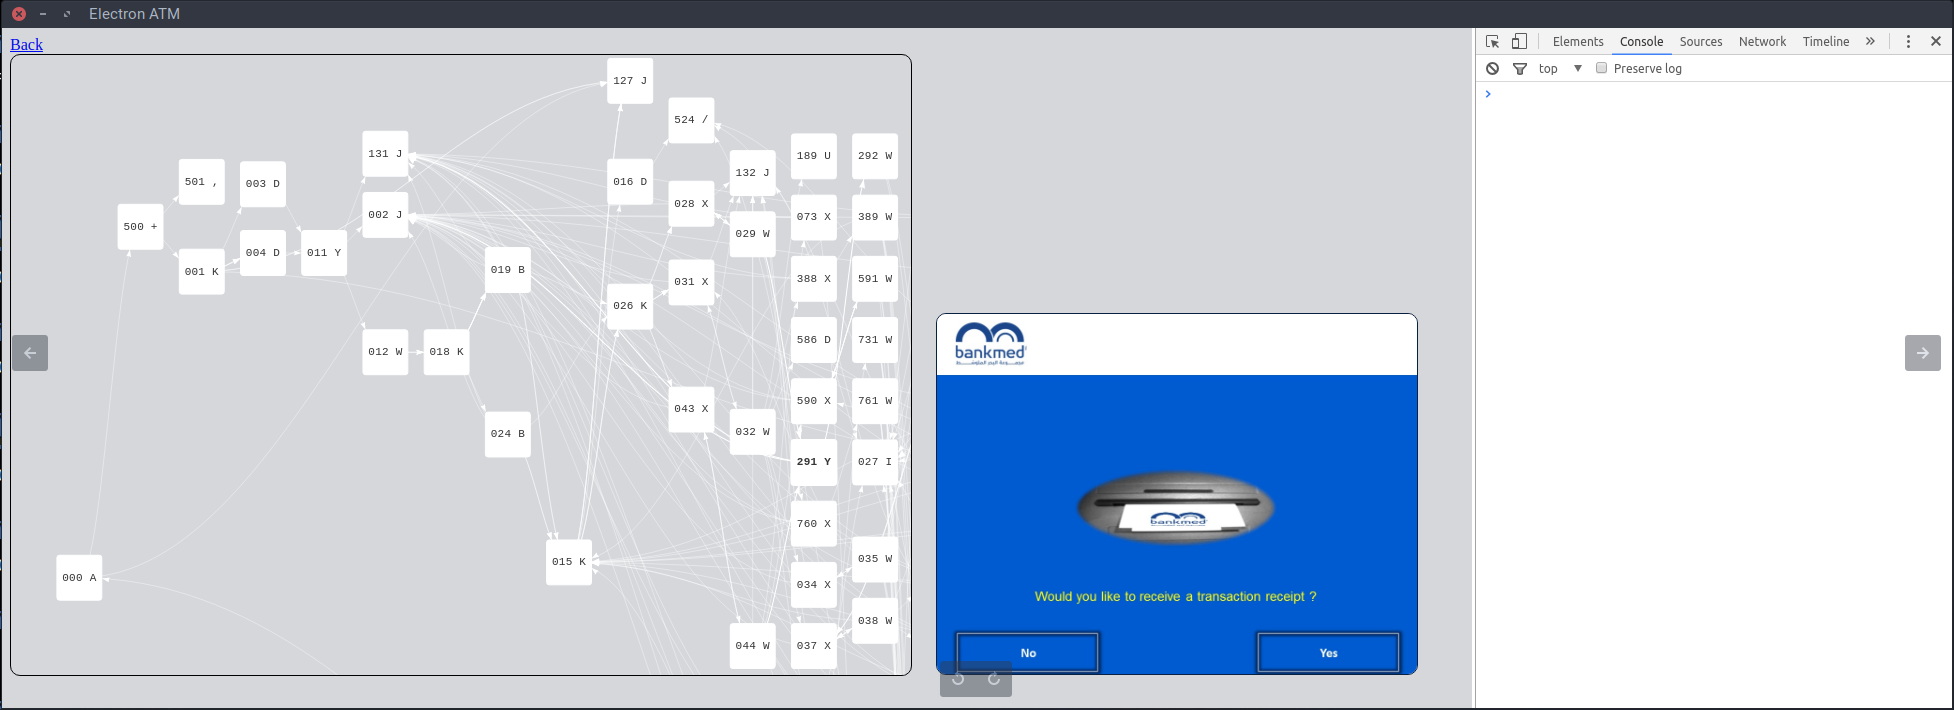 Electron ATM
Back
Elements Console Sources Network Timeline »
top ▼ Preserve log
127 J
524 /
131 J
189 U
292 W
501 ,
003 D
016 D
132 J
500 +
002 J
028 X
073 X
389 W
001 K
004 D
011 Y
019 B
029 W
026 K
031 X
388 X
591 W
012 W
018 K
586 D
731 W
043 X
590 X
761 W
024 B
032 W
291 Y
027 I
760 X
000 A
015 K
034 X
035 W
044 W
037 X
038 W
bankmed
bankmed
Would you like to receive a transaction receipt ?
No
Yes